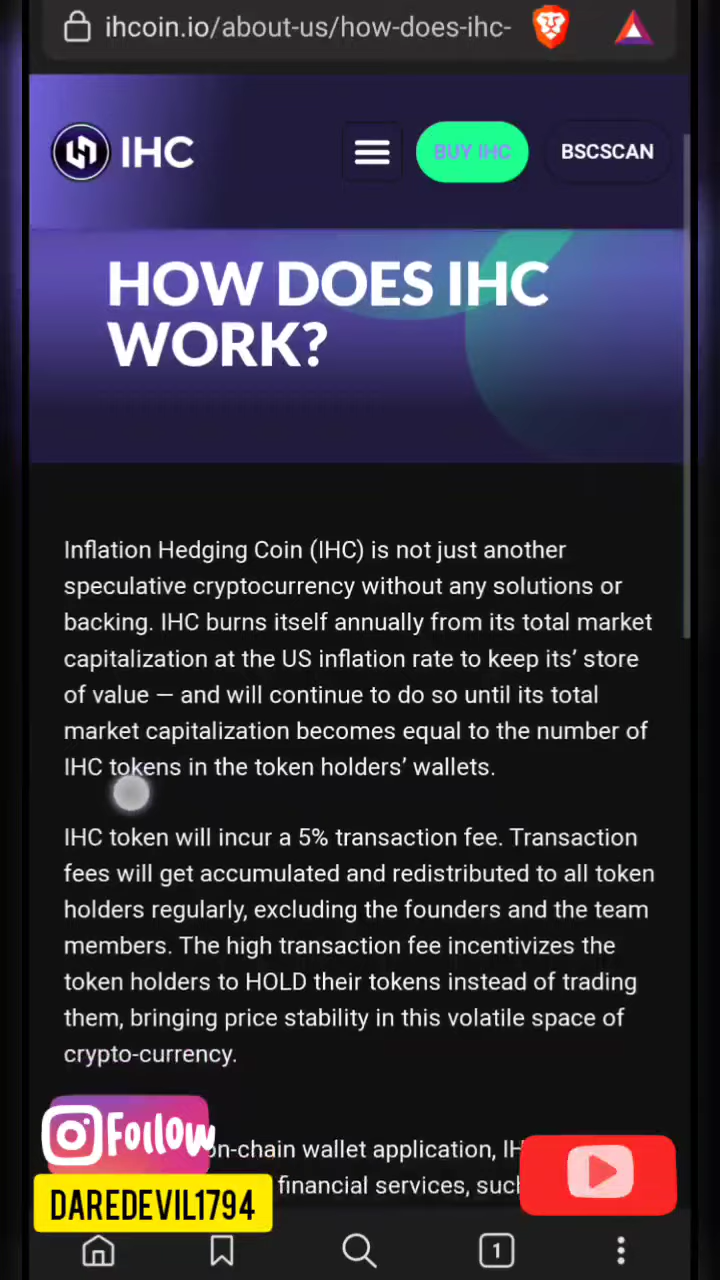 ihcoin.io/about-us/how-does-ihc-
IHC
BUY IHC
BSCSCAN
HOW DOES IHC
WORK?
Inflation Hedging Coin (IHC) is not just another
speculative cryptocurrency without any solutions or
backing. IHC burns itself annually from its total market
capitalization at the US inflation rate to keep its’ store
of value — and will continue to do so until its total
market capitalization becomes equal to the number of
IHC tokens in the token holders’ wallets.
IHC token will incur a 5% transaction fee. Transaction
fees will get accumulated and redistributed to all token
holders regularly, excluding the founders and the team
members. The high transaction fee incentivizes the
token holders to HOLD their tokens instead of trading
them, bringing price stability in this volatile space of
crypto-currency.
Follow
on-chain wallet application,
DAREDEVIL1794
financial services,
1